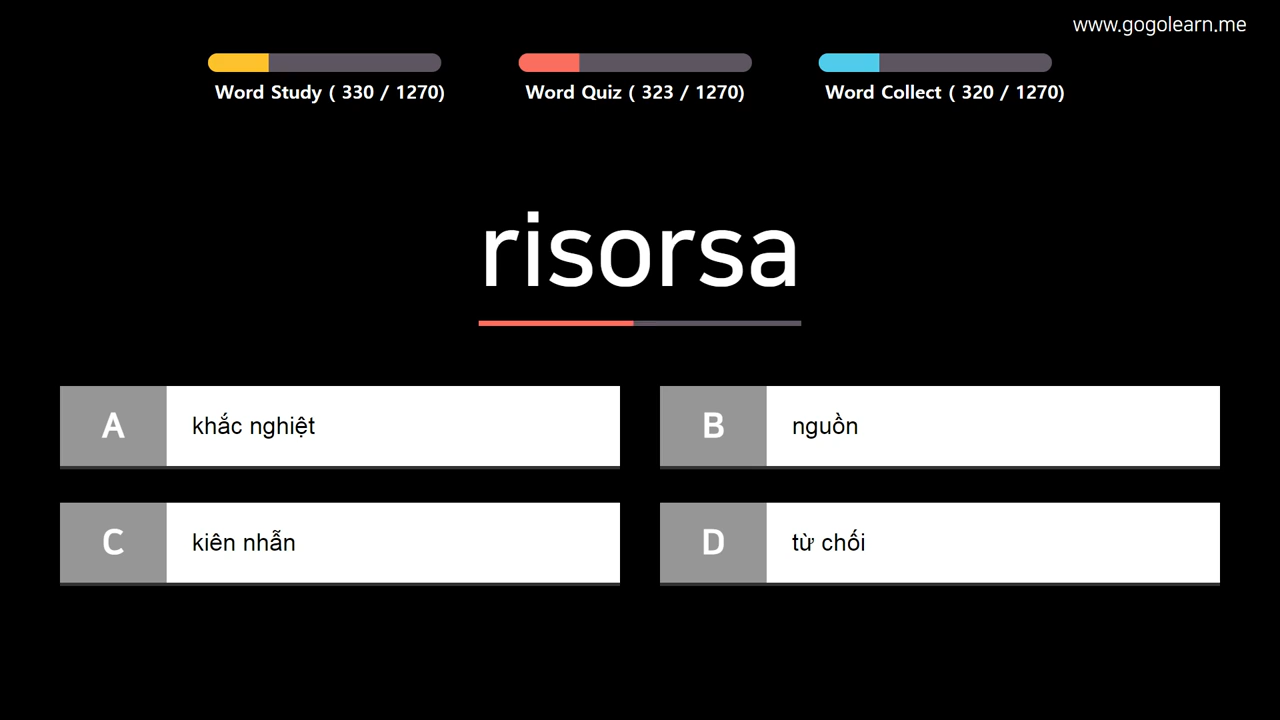 www.gogolearn.me
Word Study ( 330 / 1270)
Word Quiz ( 323 / 1270)
Word Collect ( 320 / 1270)
risorsa
A khắc nghiệt
B nguồn
C kiên nhẫn
D từ chối